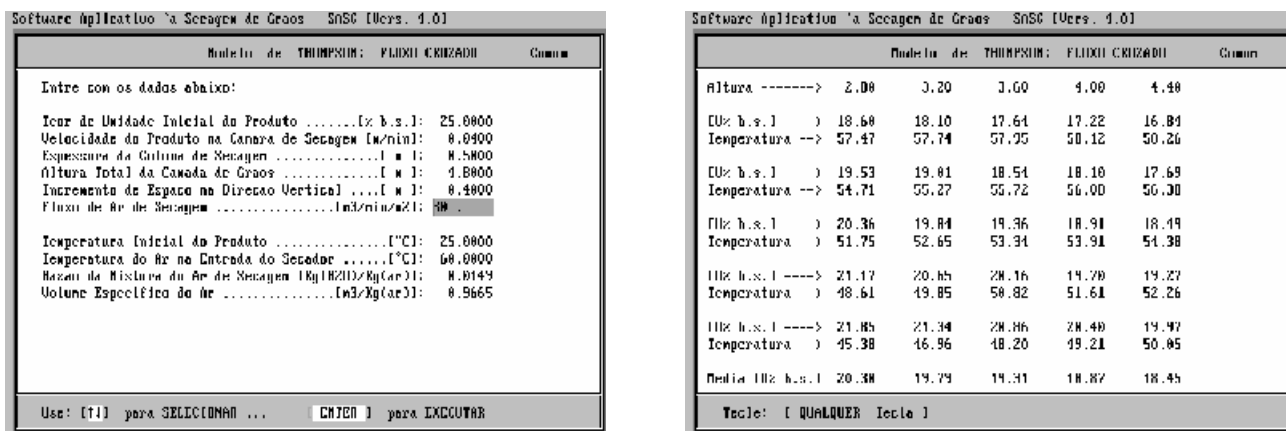 Software Aplicativo `a Secagem de Graos SASG [Vers. 1.0]
Modelo de THOMPSON: FLUXO CRUZADO Comum
Entre com os dados abaixo:
Teor de Umidade Inicial do Produto .......[% b.s.]: 25.0000
Velocidade do Produto na Camara de Secagem [m/min]: 0.0400
Espessura da Coluna de Secagem ..............[ m ]: 0.5000
Altura Total da Camada de Graos .............[ m ]: 4.8000
Incremento de Espaco na Direcao Vertical ....[ m ]: 0.4000
Fluxo de Ar de Secagem ................[m3/min/m2]: 30 .
Temperatura Inicial do Produto ...............[°C]: 25.0000
Temperatura do Ar na Entrada do Secador ......[°C]: 60.0000
Razao da Mistura do Ar de Secagem [Kg(H2O)/Kg(ar)]: 0.0149
Volume Especifico do Ar ...............[m3/Kg(ar)]: 0.9665
Use: [↑↓] para SELECIONAR ... [ ENTER ] para EXECUTAR
Software Aplicativo `a Secagem de Graos SASG [Vers. 1.0]
Modelo de THOMPSON: FLUXO CRUZADO Comum
Altura -------> 2.80 3.20 3.60 4.00 4.40
[U% b.s.] > 18.60 18.10 17.64 17.22 16.84
Temperatura --> 57.47 57.74 57.95 58.12 58.26
[U% b.s.] > 19.53 19.01 18.54 18.10 17.69
Temperatura --> 54.71 55.27 55.72 56.08 56.38
[U% b.s.] > 20.36 19.84 19.36 18.91 18.49
Temperatura > 51.75 52.65 53.34 53.91 54.38
[U% b.s.] ----> 21.17 20.65 20.16 19.70 19.27
Temperatura > 48.61 49.85 50.82 51.61 52.26
[U% b.s.] ----> 21.85 21.34 20.86 20.40 19.97
Temperatura > 45.38 46.96 48.20 49.21 50.05
Media [U% b.s.] 20.30 19.79 19.31 18.87 18.45
Tecle: [ QUALQUER Tecla ]